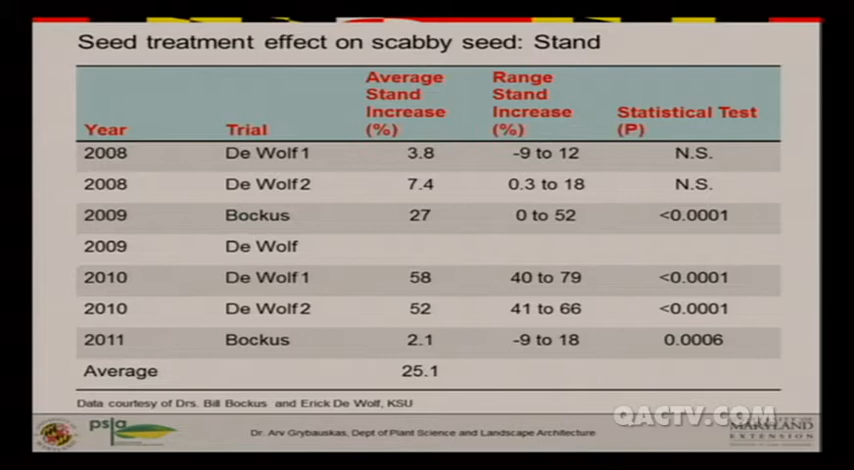 Seed treatment effect on scabby seed: Stand
Year Trial Average Stand Increase (%) Range Stand Increase (%) Statistical Test (P)
2008 De Wolf 1 3.8 -9 to 12 N.S.
2008 De Wolf 2 7.4 0.3 to 18 N.S.
2009 Bockus 27 0 to 52 <0.0001
2009 De Wolf
2010 De Wolf 1 58 40 to 79 <0.0001
2010 De Wolf 2 52 41 to 66 <0.0001
2011 Bockus 2.1 -9 to 18 0.0006
Average 25.1
Data courtesy of Drs. Bill Bockus and Erick De Wolf, KSU
psla
Dr. Arv Grybauskas, Dept of Plant Science and Landscape Architecture
QACTV.COM
MARYLAND
EXTENSION